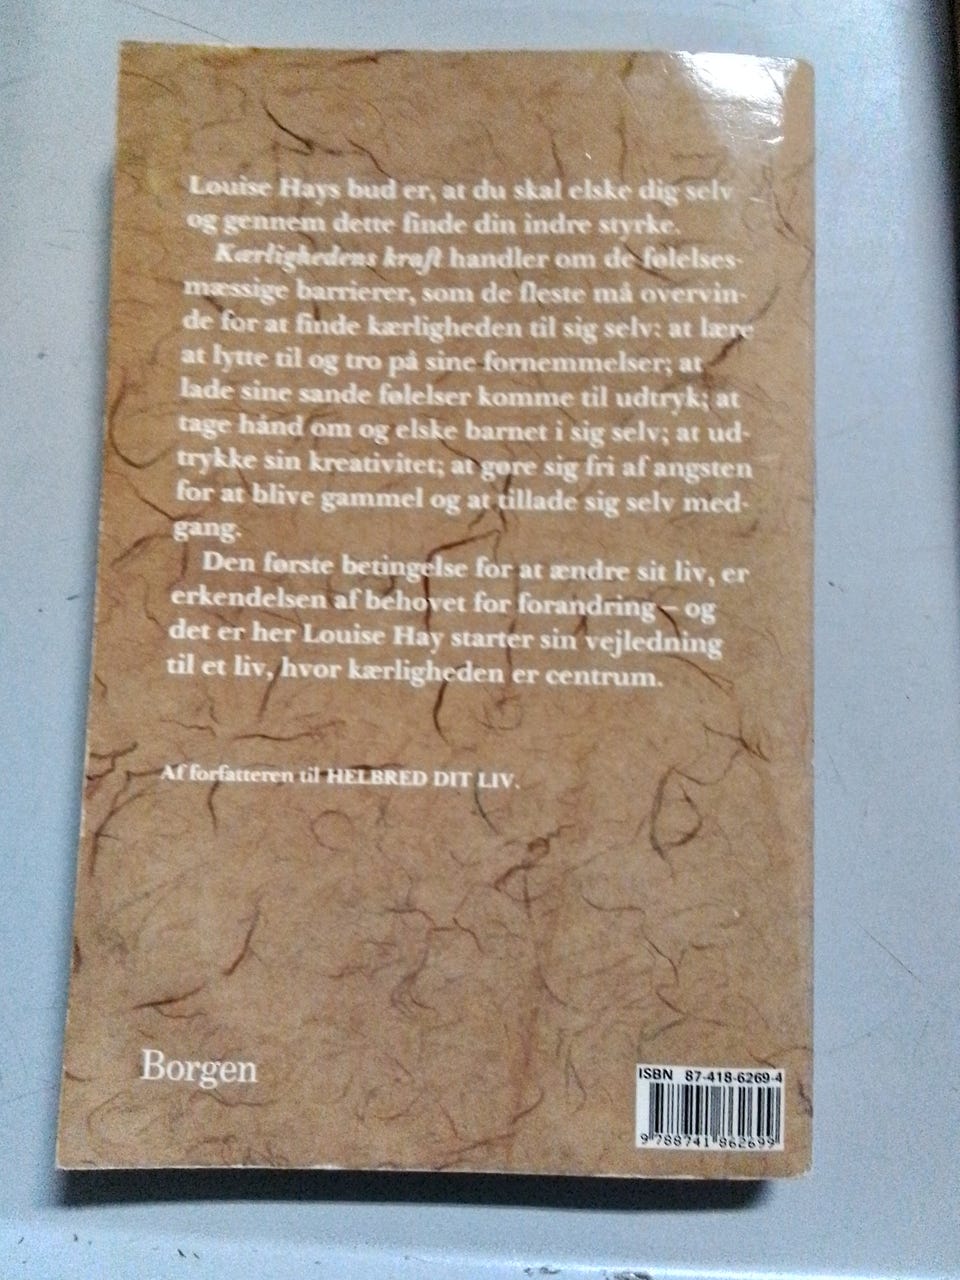 Louise Hays bud er, at du skal elske dig selv
og gennem dette finde din indre styrke.
Kærlighedens kraft handler om de følelses-
mæssige barrierer, som de fleste må overvin-
de for at finde kærligheden til sig selv: at lære
at lytte til og tro på sine fornemmelser; at
lade sine sande følelser komme til udtryk; at
tage hånd om og elske barnet i sig selv; at ud-
trykke sin kreativitet; at gøre sig fri af angsten
for at blive gammel og at tillade sig selv med-
gang.
Den første betingelse for at ændre sit liv, er
erkendelsen af behovet for forandring – og
det er her Louise Hay starter sin vejledning
til et liv, hvor kærligheden er centrum.
Af forfatteren til HELBRED DIT LIV.
Borgen
ISBN 87-418-6269-4
9 788741 862699